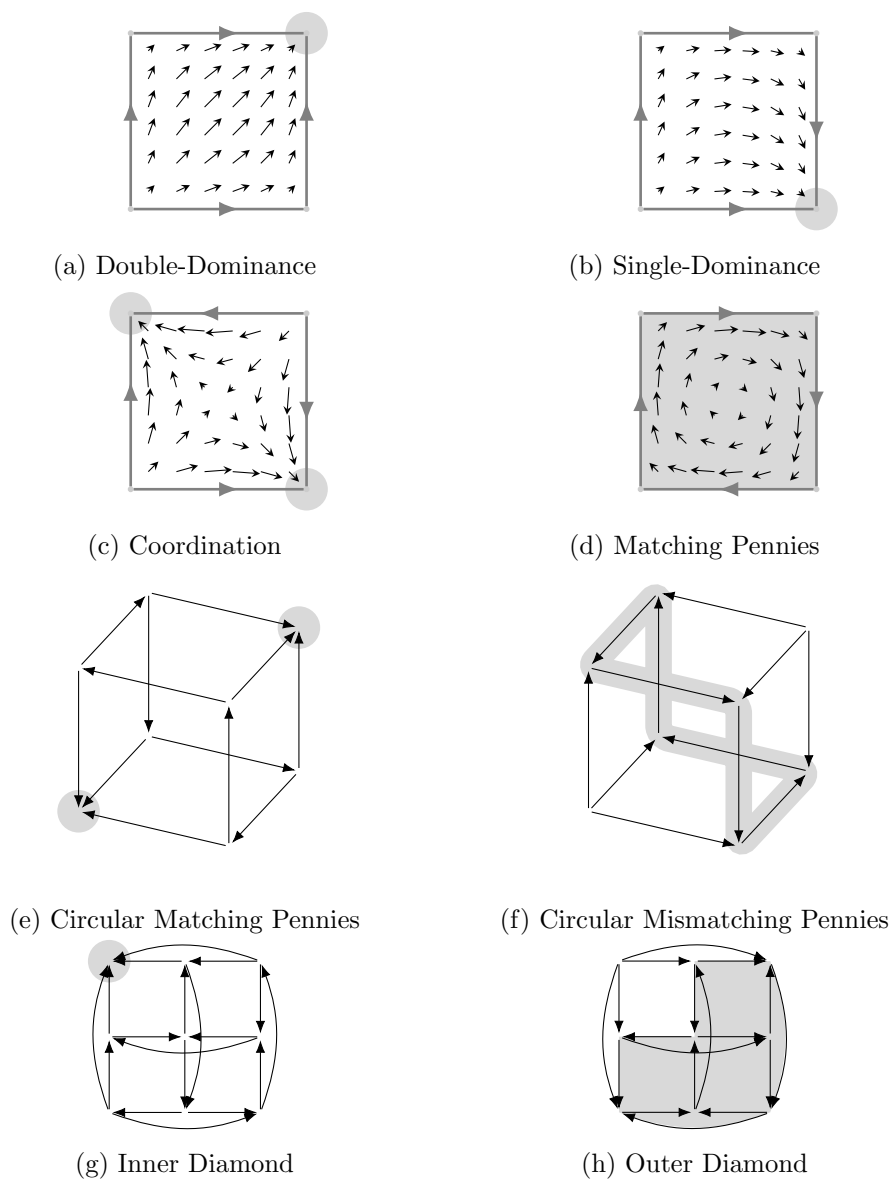 (a) Double-Dominance
(b) Single-Dominance
(c) Coordination
(d) Matching Pennies
(e) Circular Matching Pennies
(f) Circular Mismatching Pennies
(g) Inner Diamond
(h) Outer Diamond